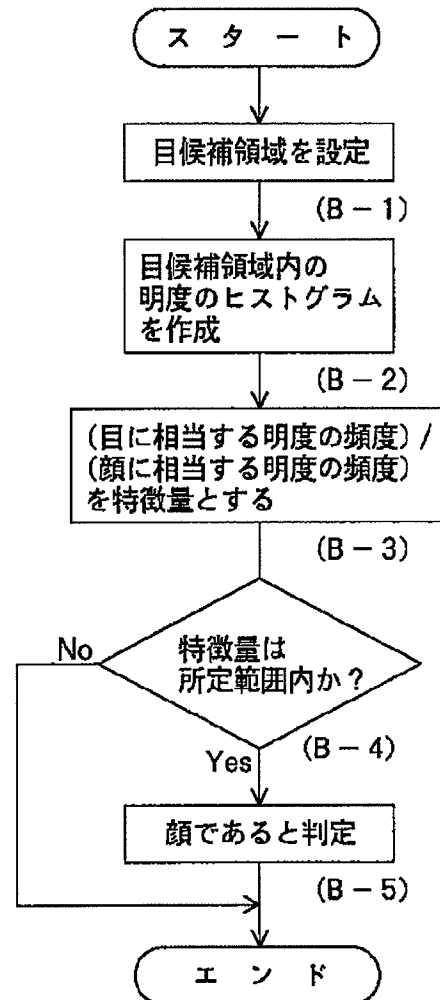 スタート
目候補領域を設定
(B－1)
目候補領域内の
明度のヒストグラム
を作成
(B－2)
(目に相当する明度の頻度)/
(顔に相当する明度の頻度)
を特徴量とする
(B－3)
特徴量は
所定範囲内か?
No
(B－4)
Yes
顔であると判定
(B－5)
エンド